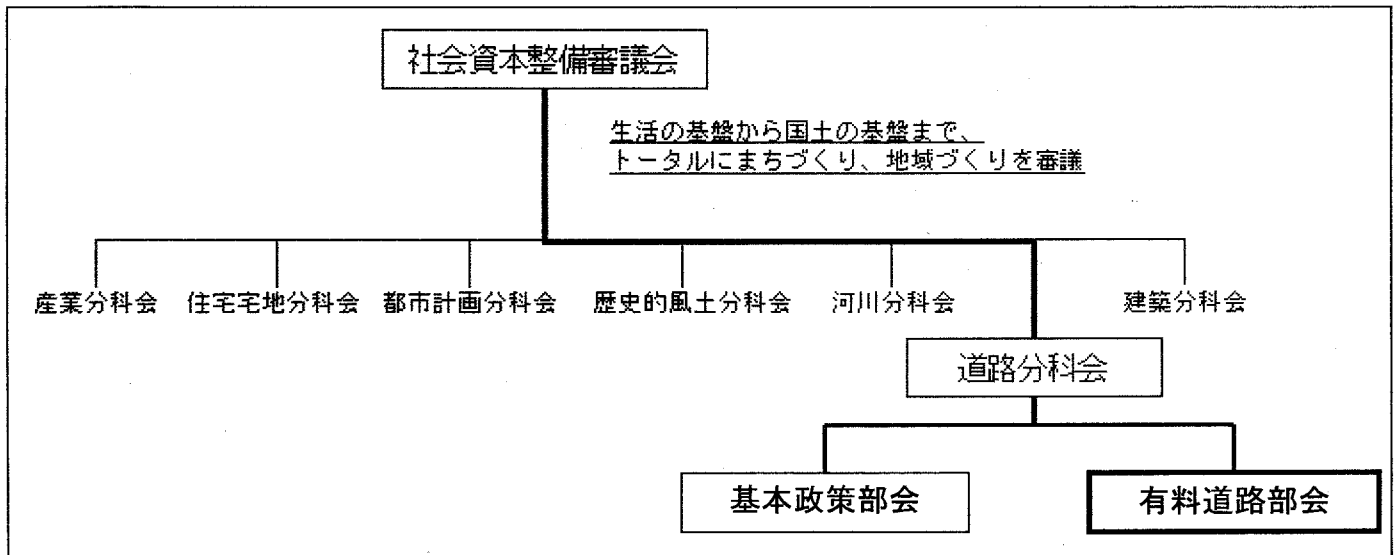 社会資本整備審議会
生活の基盤から国土の基盤まで、
トータルにまちづくり、地域づくりを審議
産業分科会
住宅宅地分科会
都市計画分科会
歴史的風土分科会
河川分科会
建築分科会
道路分科会
基本政策部会
有料道路部会